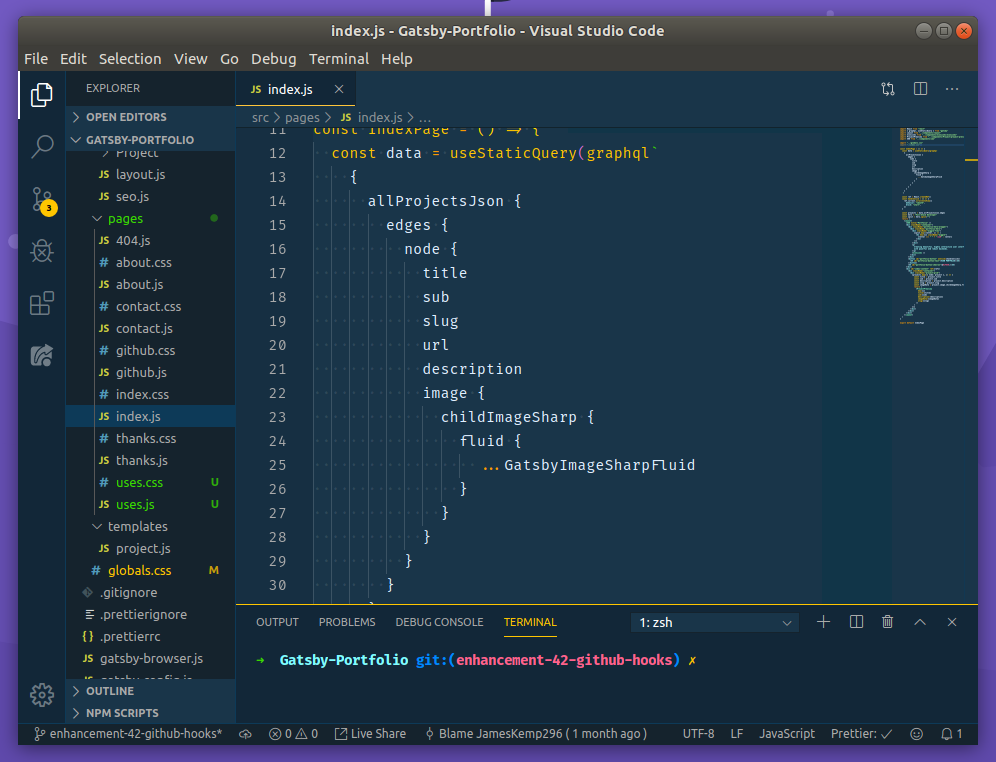 index.js - Gatsby-Portfolio - Visual Studio Code
File Edit Selection View Go Debug Terminal Help
EXPLORER
OPEN EDITORS
GATSBY-PORTFOLIO
Project
JS layout.js
JS seo.js
pages
JS 404.js
# about.css
JS about.js
# contact.css
JS contact.js
# github.css
JS github.js
# index.css
JS index.js
# thanks.css
JS thanks.js
# uses.css U
JS uses.js U
templates
JS project.js
# globals.css M
.gitignore
.prettierignore
{} .prettierrc
JS gatsby-browser.js
JS gatsby-config.js
OUTLINE
NPM SCRIPTS
3
JS index.js ×
src > pages > JS index.js > ...
11 const IndexPage = () => {
12 const data = useStaticQuery(graphql`
13 {
14 allProjectsJson {
15 edges {
16 node {
17 title
18 sub
19 slug
20 url
21 description
22 image {
23 childImageSharp {
24 fluid {
25 ...GatsbyImageSharpFluid
26 }
27 }
28 }
29 }
30 }
OUTPUT PROBLEMS DEBUG CONSOLE TERMINAL 1: zsh
➜ Gatsby-Portfolio git:(enhancement-42-github-hooks) ✗
enhancement-42-github-hooks* 0 0 Live Share Blame JamesKemp296 ( 1 month ago ) UTF-8 LF JavaScript Prettier: ✓ 1